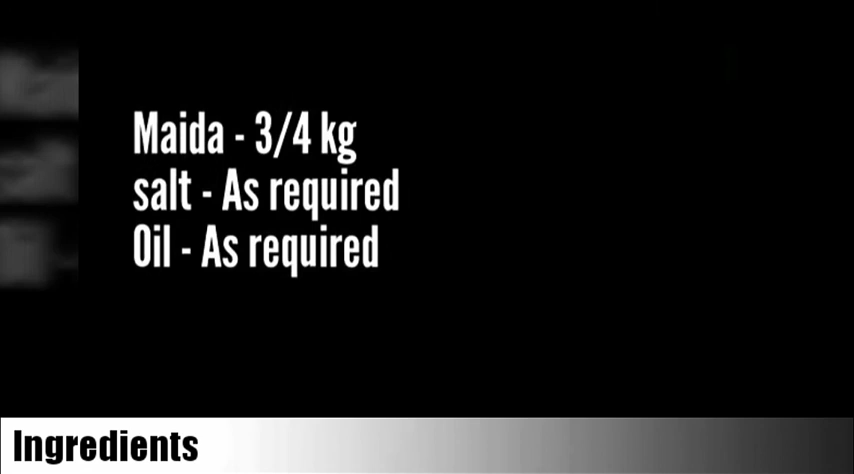 Maida - 3/4 kg
salt - As required
Oil - As required
Ingredients